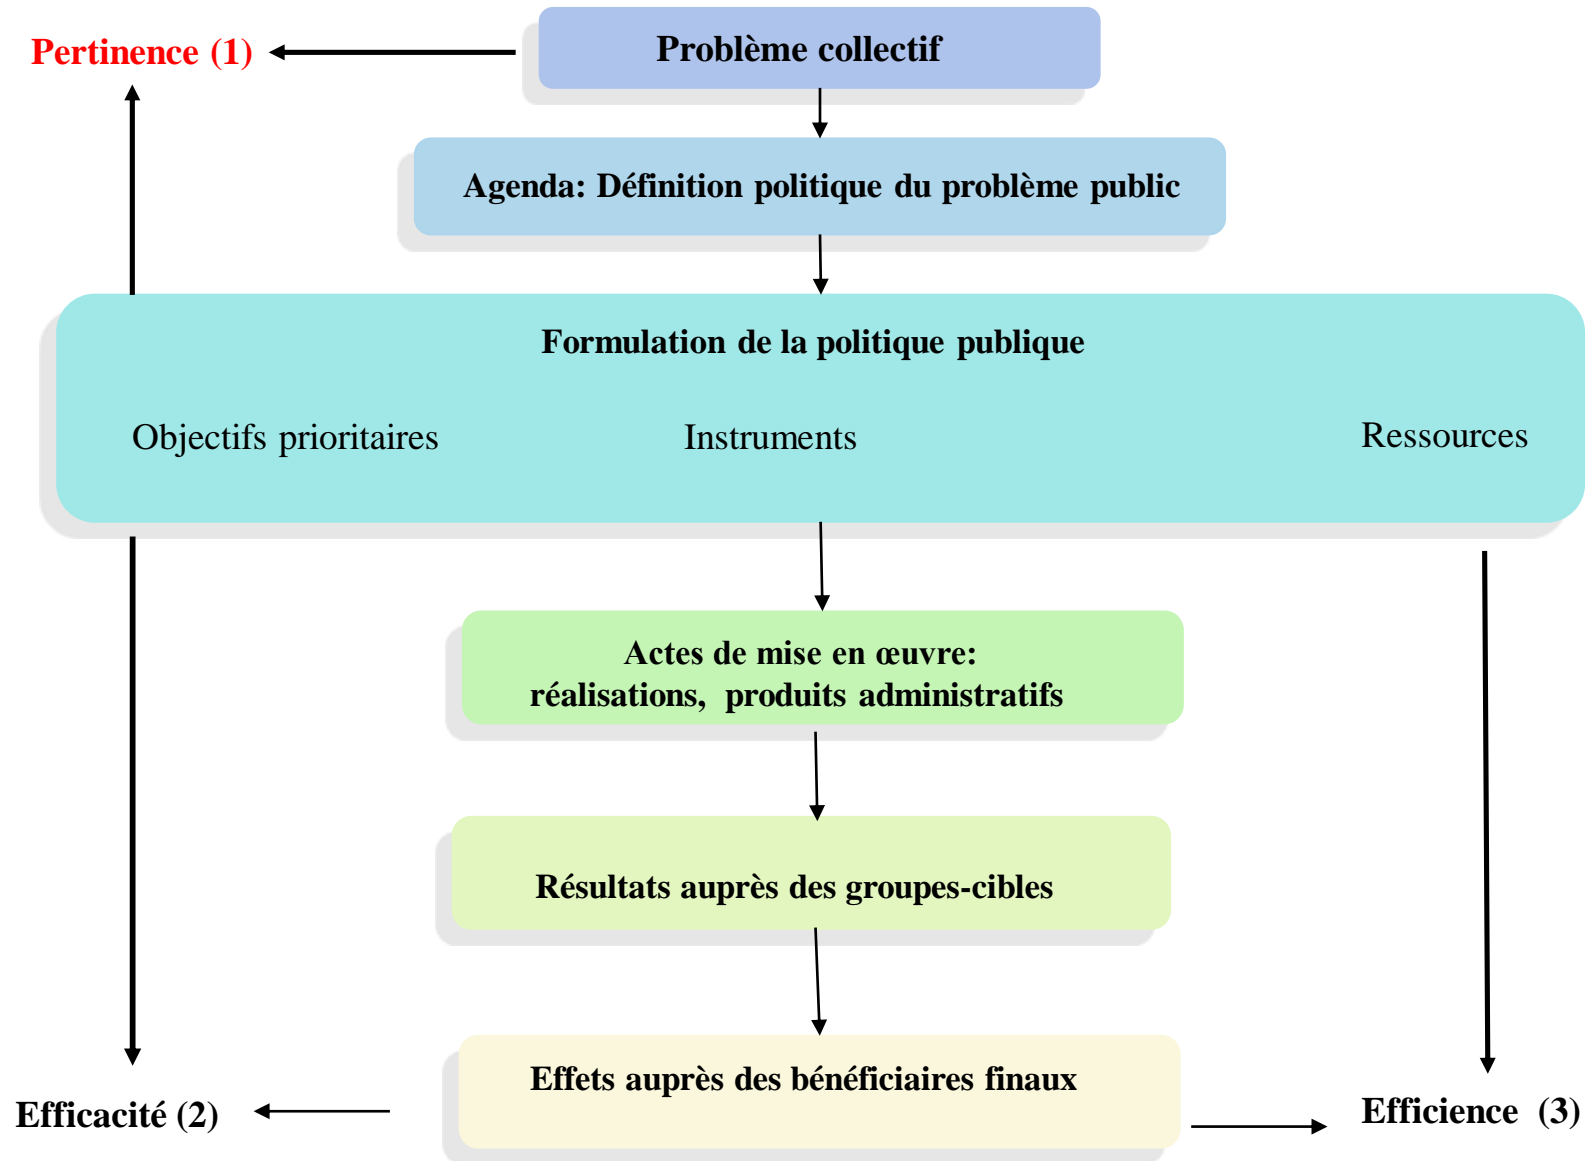 Pertinence (1)
Problème collectif
Agenda: Définition politique du problème public
Formulation de la politique publique
Objectifs prioritaires
Instruments
Ressources
Actes de mise en œuvre:
réalisations, produits administratifs
Résultats auprès des groupes-cibles
Effets auprès des bénéficiaires finaux
Efficacité (2)
Efficience (3)